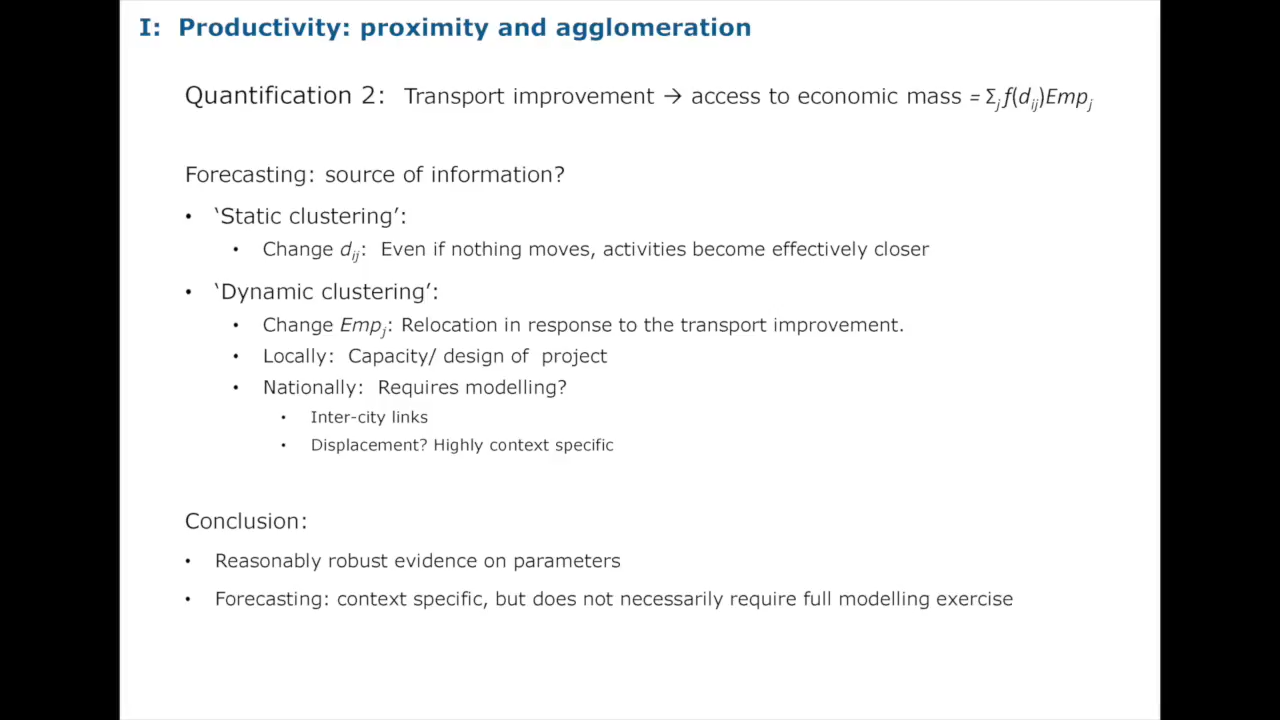 I: Productivity: proximity and agglomeration
Quantification 2: Transport improvement → access to economic mass = Σⱼ f(dᵢⱼ)Empⱼ
Forecasting: source of information?
• ‘Static clustering’:
• Change dᵢⱼ: Even if nothing moves, activities become effectively closer
• ‘Dynamic clustering’:
• Change Empⱼ: Relocation in response to the transport improvement.
• Locally: Capacity/ design of project
• Nationally: Requires modelling?
• Inter-city links
• Displacement? Highly context specific
Conclusion:
• Reasonably robust evidence on parameters
• Forecasting: context specific, but does not necessarily require full modelling exercise